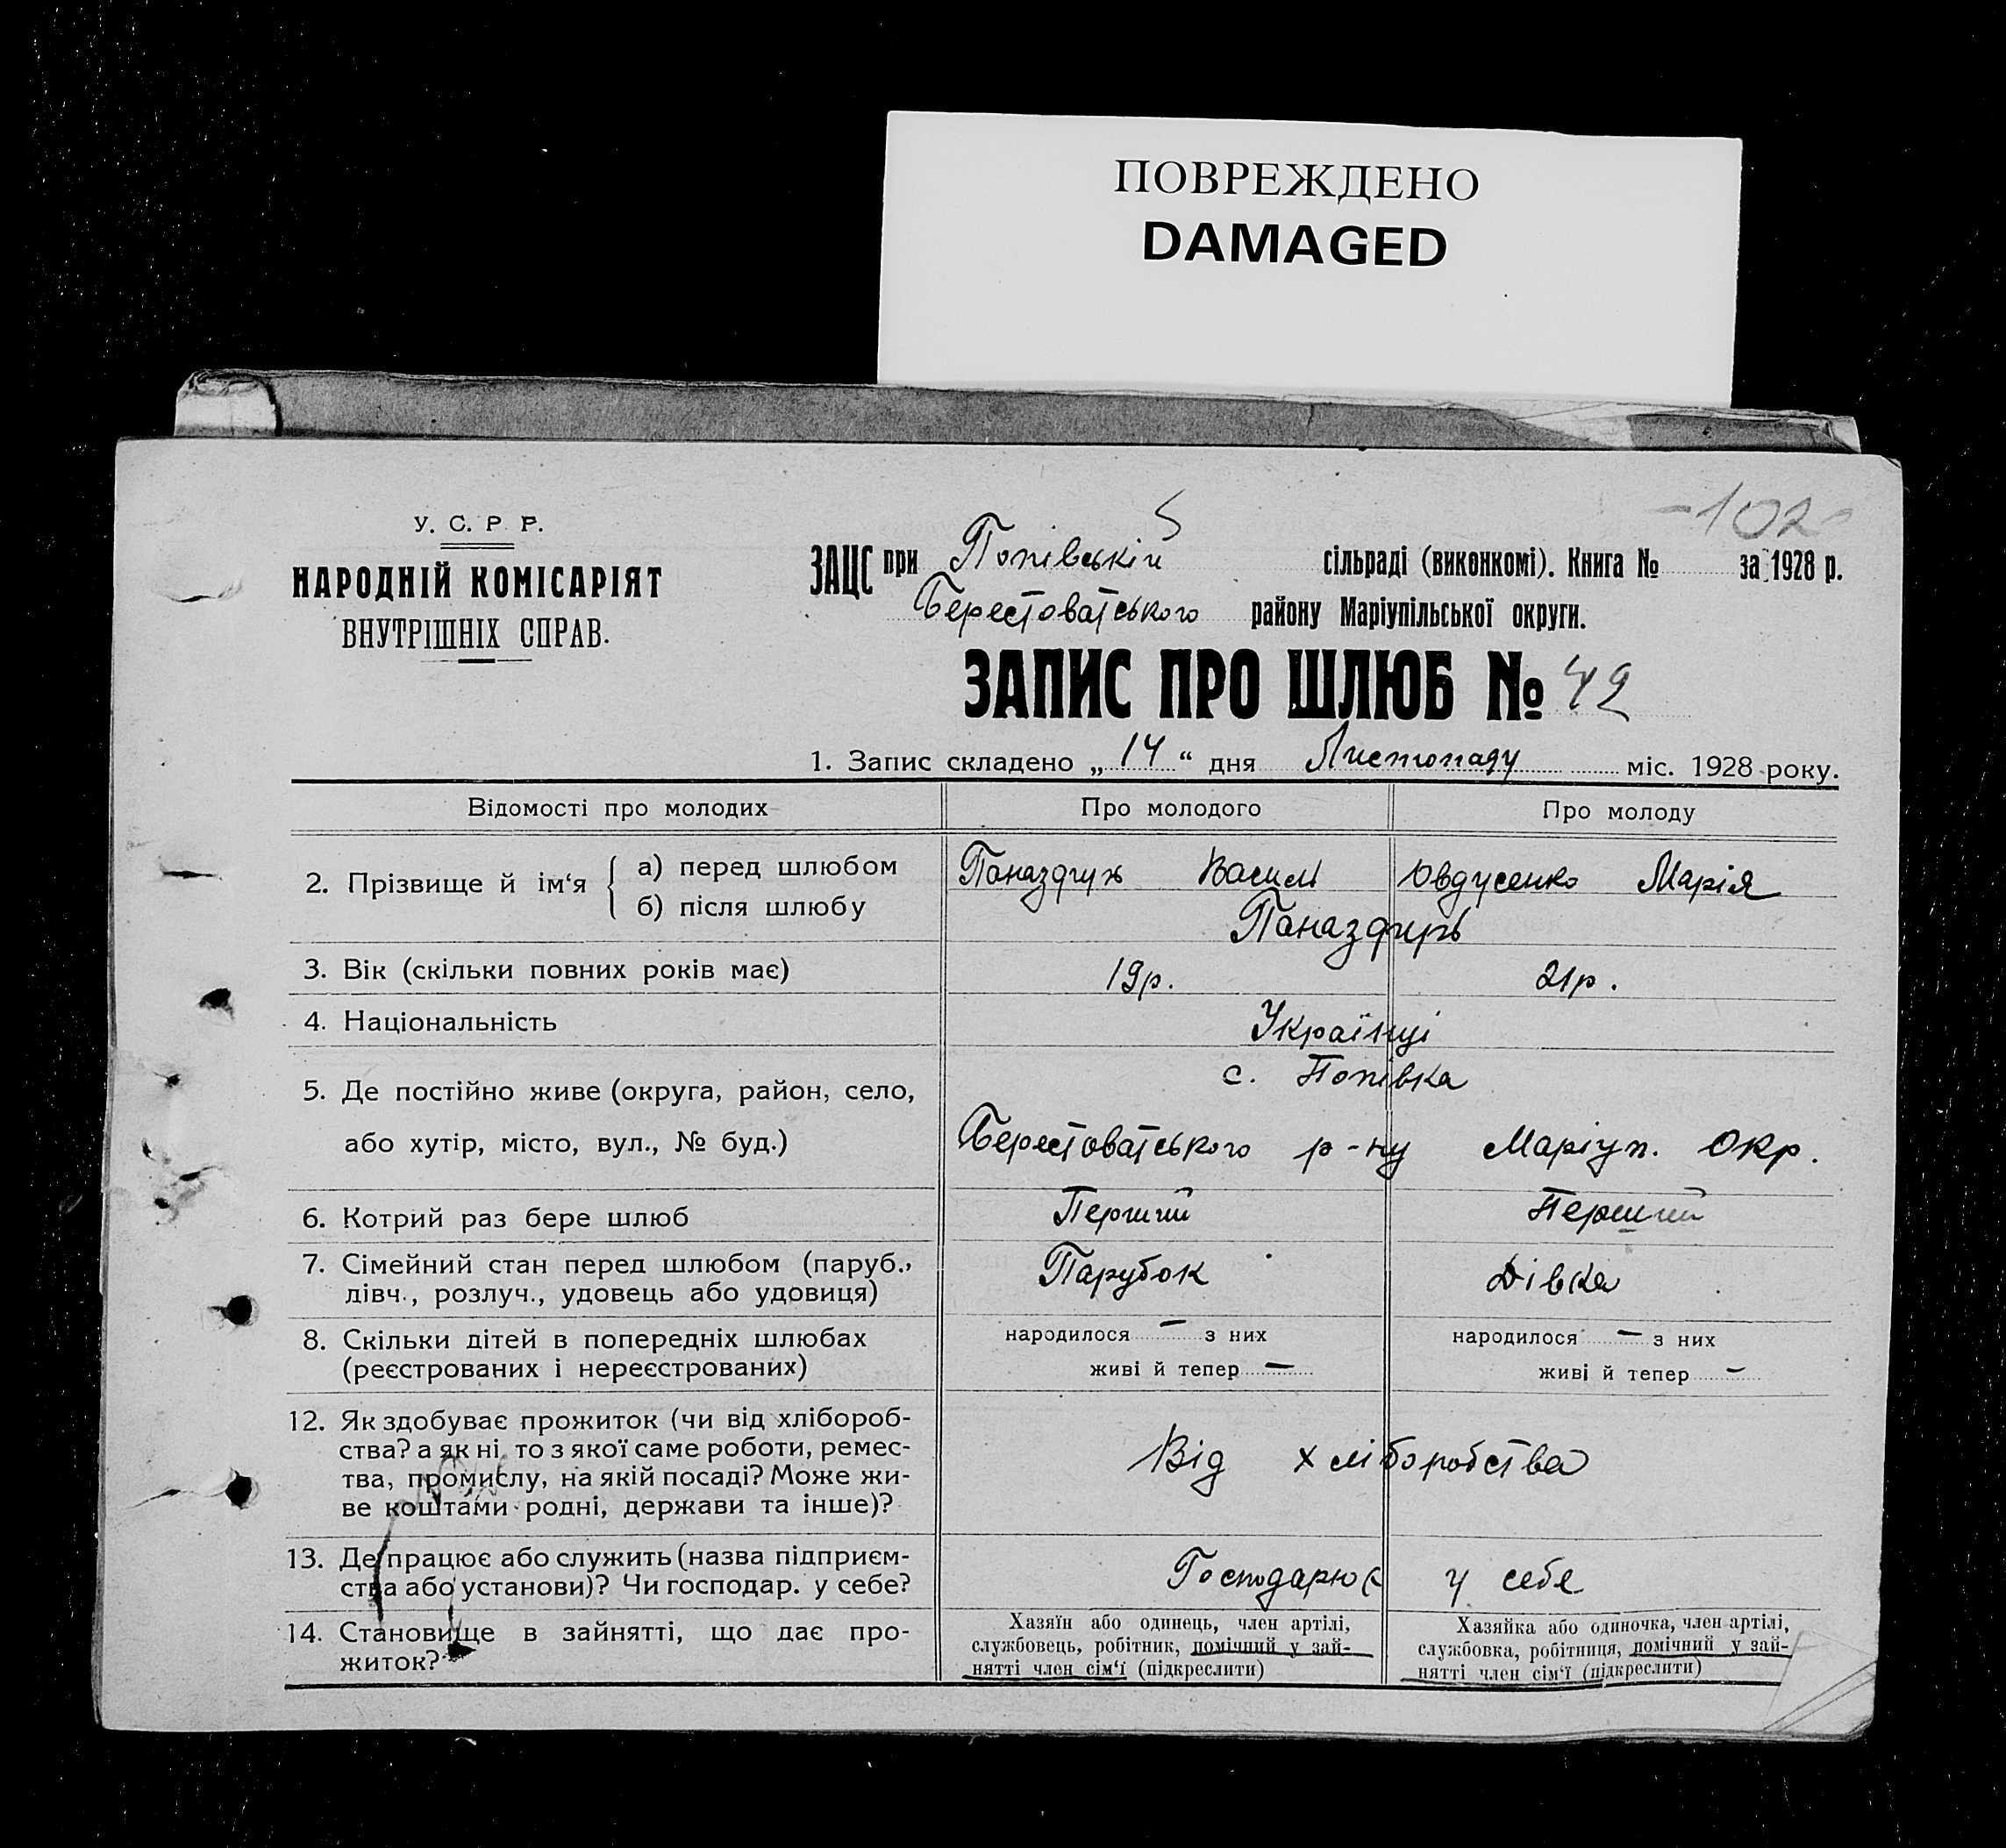 ПОВРЕЖДЕНО
DAMAGED
-102-
У. С. Р. Р.
НАРОДНІЙ КОМІСАРІЯТ
ВНУТРІШНІХ СПРАВ.
ЗАЦС при Попівській сільраді (виконкомі). Книга № за 1928 р.
Берестоватського району Маріупільської округи.
ЗАПИС ПРО ШЛЮБ № 42
1. Запис складено „ 14 “ дня Листопаду міс. 1928 року.
Відомості про молодих Про молодого Про молоду
2. Прізвище й ім‘я
а) перед шлюбом Василь Овдусенко Марія
б) після шлюбу
3. Вік (скільки повних років має) 19р. 21р.
4. Національність Українці
с. Попівка
5. Де постійно живе (округа, район, село,
або хутір, місто, вул., № буд.) Берестоватського р-ну Маріуп. Окр.
6. Котрий раз бере шлюб Перший Перший
7. Сімейний стан перед шлюбом (паруб., дівч., розлуч., удовець або удовиця) Парубок Дівка
8. Скільки дітей в попередніх шлюбах народилося — з них народилося — з них
(реєстрованих і нереєстрованих) живі й тепер — живі й тепер —
12. Як здобуває прожиток (чи від хлібороб-
ства? а як ні, то з якої саме роботи, ремес- Від хліборобства
тва, промислу, на якій посаді? Може жи-
ве коштами родні, держави та інше)?
13. Де працює або служить (назва підприєм-
ства або установи)? Чи господар. у себе? Господарює у себе
14. Становище в зайнятті, що дає про-
житок?
Хазяїн або одинець, член артілі,
службовець, робітник, помічний у зай-
нятті член сім‘ї (підкреслити)
Хазяйка або одиночка, член артілі,
службовка, робітниця, помічний у зай-
нятті член сім‘ї (підкреслити)